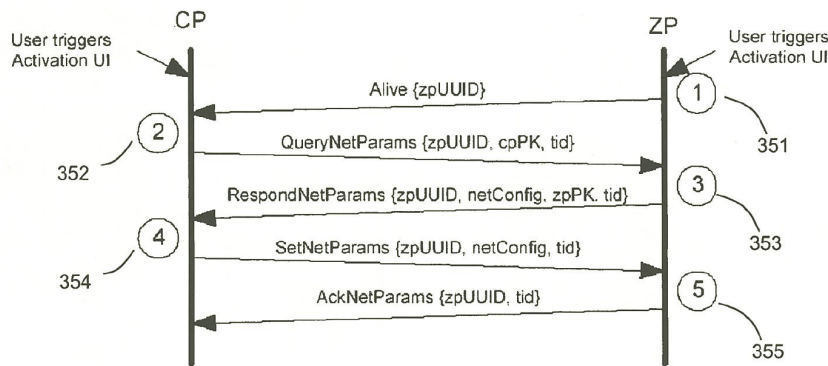 CP
ZP
User triggers
Activation UI
User triggers
Activation UI
Alive {zpUUID}
1
351
2
352
QueryNetParams {zpUUID, cpPK, tid}
3
353
RespondNetParams {zpUUID, netConfig, zpPK. tid}
4
354
SetNetParams {zpUUID, netConfig, tid}
5
355
AckNetParams {zpUUID, tid}